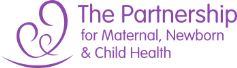 The Partnership
for Maternal, Newborn
& Child Health